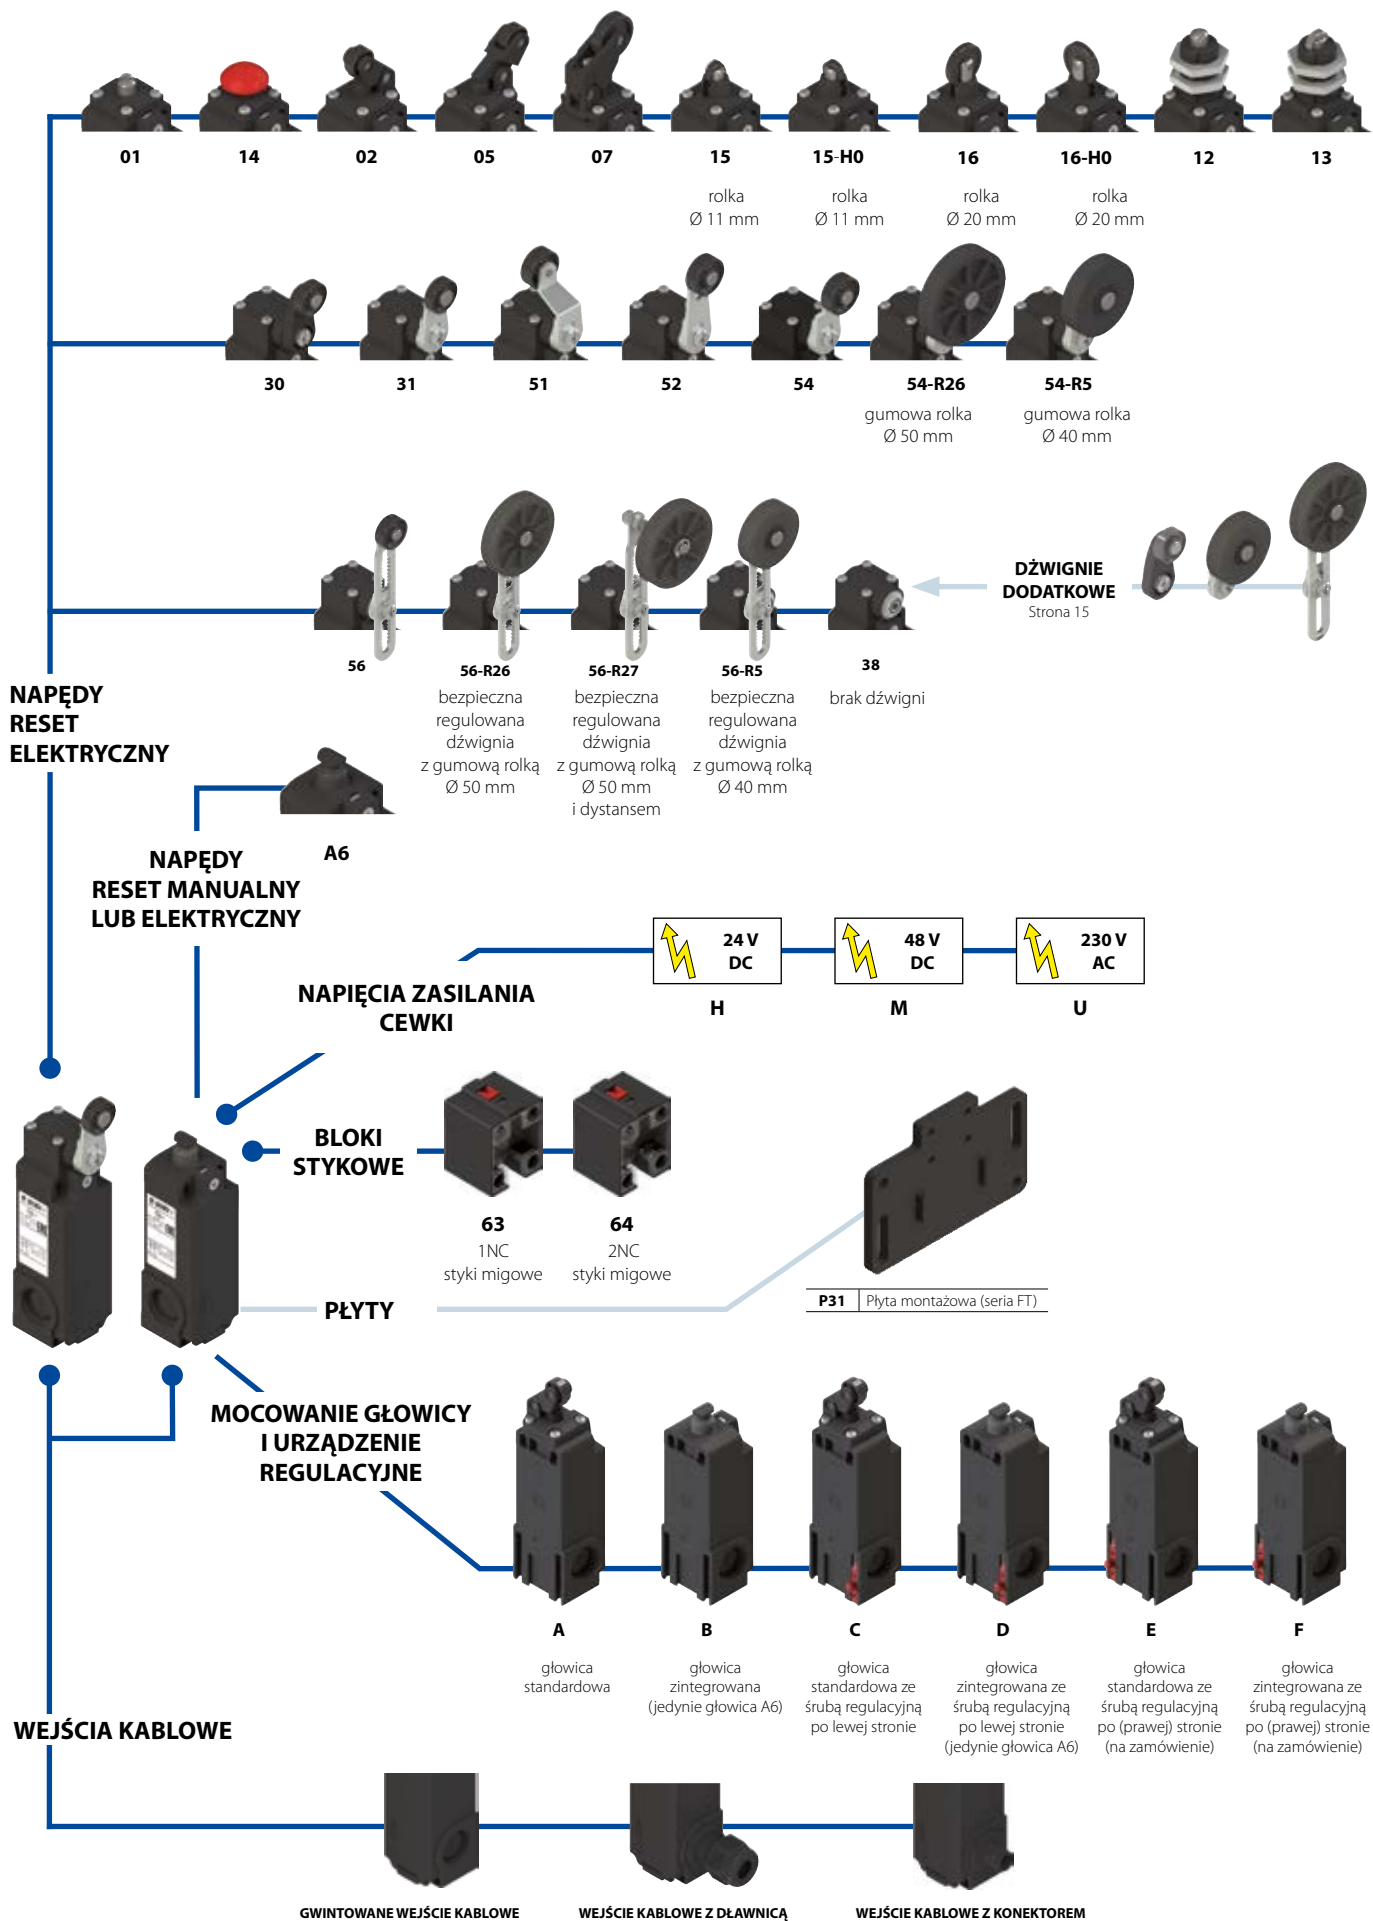 01 14 02 05 07 15 15-H0 16 16-H0 12 13
rolka rolka rolka rolka
Ø 11 mm Ø 11 mm Ø 20 mm Ø 20 mm
30 31 51 52 54 54-R26 54-R5
gumowa rolka gumowa rolka
Ø 50 mm Ø 40 mm
DŻWIGNIE
DODATKOWE
Strona 15
56 56-R26 56-R27 56-R5 38
bezpieczna bezpieczna bezpieczna brak dźwigni
regulowana regulowana regulowana
dźwignia dźwignia dźwignia
z gumową rolką z gumową rolką z gumową rolką
Ø 50 mm Ø 50 mm Ø 40 mm
i dystansem
NAPĘDY
RESET
ELEKTRYCZNY
A6
NAPĘDY
RESET MANUALNY
LUB ELEKTRYCZNY
24 V 48 V 230 V
DC DC AC
H M U
NAPIĘCIA ZASILANIA
CEWKI
BLOKI
STYKOWE
63 64
1NC 2NC
styki migowe styki migowe
PŁYTY
P31 Płyta montażowa (seria FT)
MOCOWANIE GŁOWICY
I URZĄDZENIE
REGULACYJNE
A B C D E F
głowica głowica głowica głowica głowica głowica
standardowa zintegrowana standardowa ze zintegrowana ze standardowa ze zintegrowana ze
(jedynie głowica A6) śrubą regulacyjną śrubą regulacyjną śrubą regulacyjną śrubą regulacyjną
po lewej stronie po lewej stronie po (prawej) stronie po (prawej) stronie
(jedynie głowica A6) (na zamówienie) (na zamówienie)
WEJŚCIA KABLOWE
GWINTOWANE WEJŚCIE KABLOWE WEJŚCIE KABLOWE Z DŁAWNICĄ WEJŚCIE KABLOWE Z KONEKTOREM